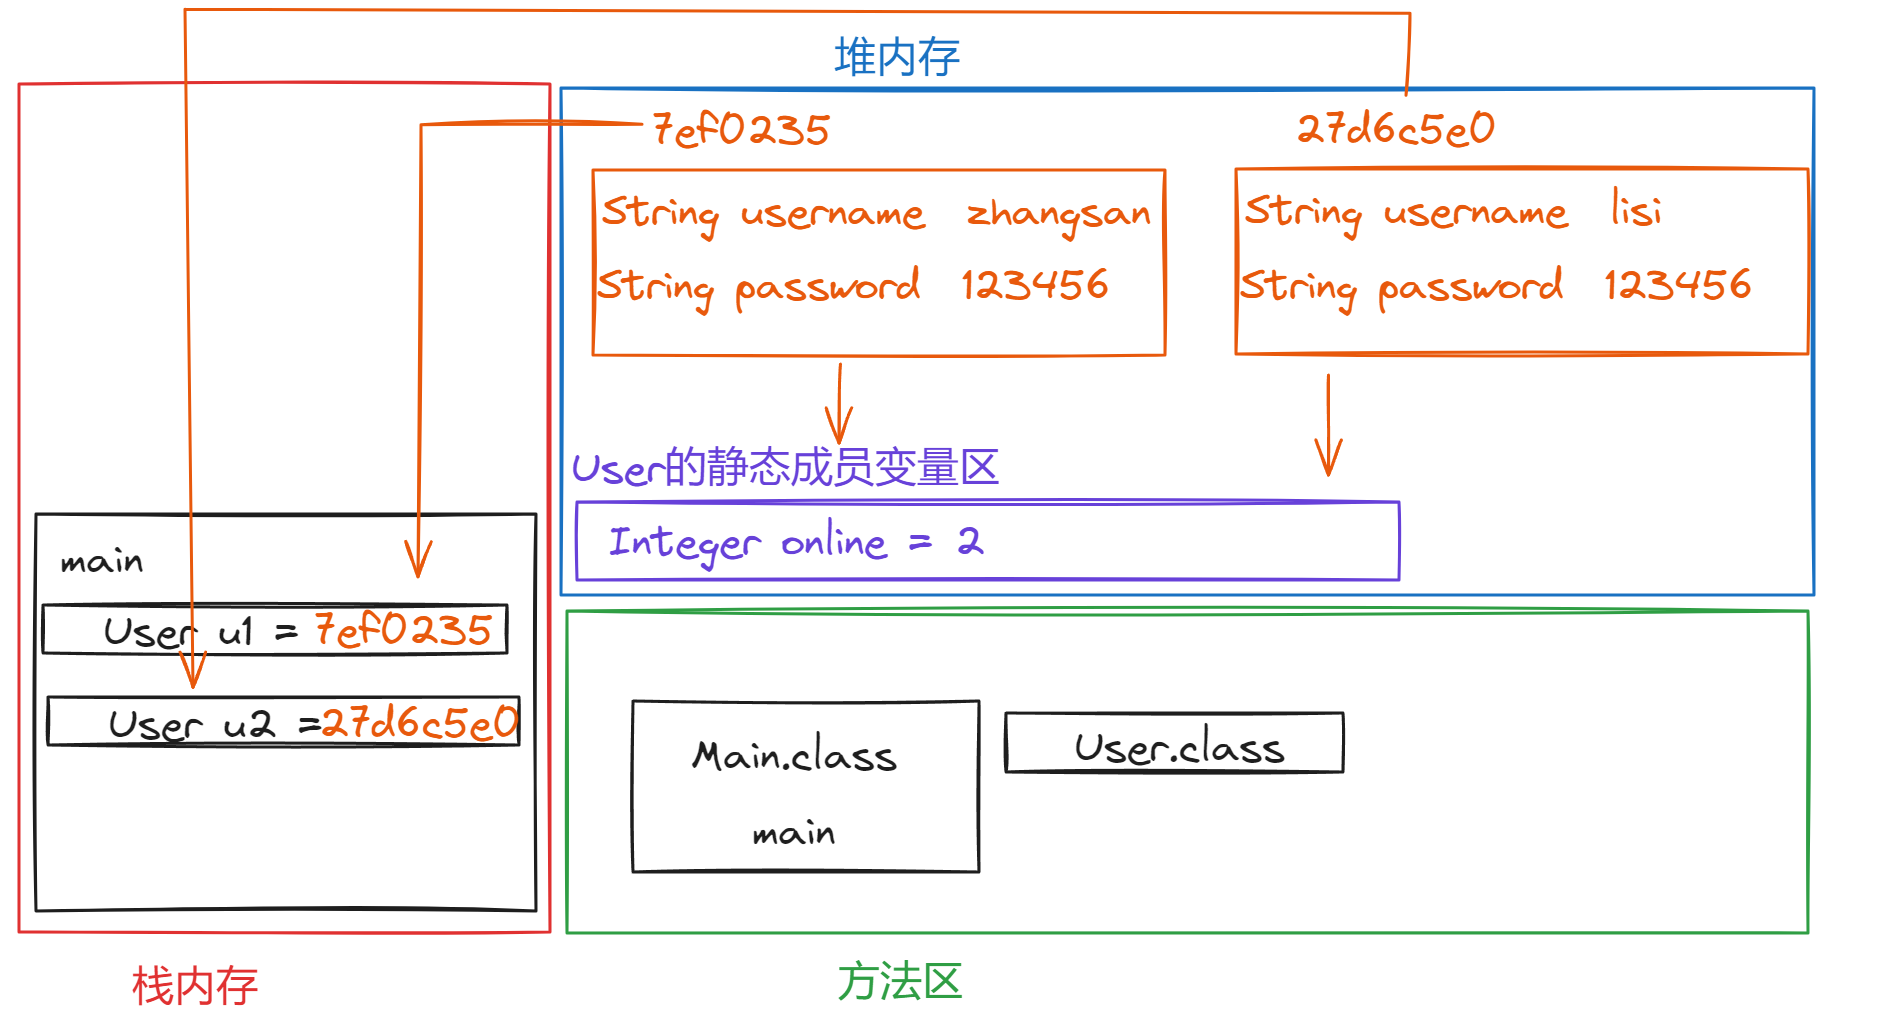 堆内存
7ef0235
27d6c5e0
String username zhangsan
String password 123456
String username lisi
String password 123456
User的静态成员变量区
Integer online = 2
main
User u1 = 7ef0235
User u2 =27d6c5e0
Main.class
main
User.class
栈内存
方法区